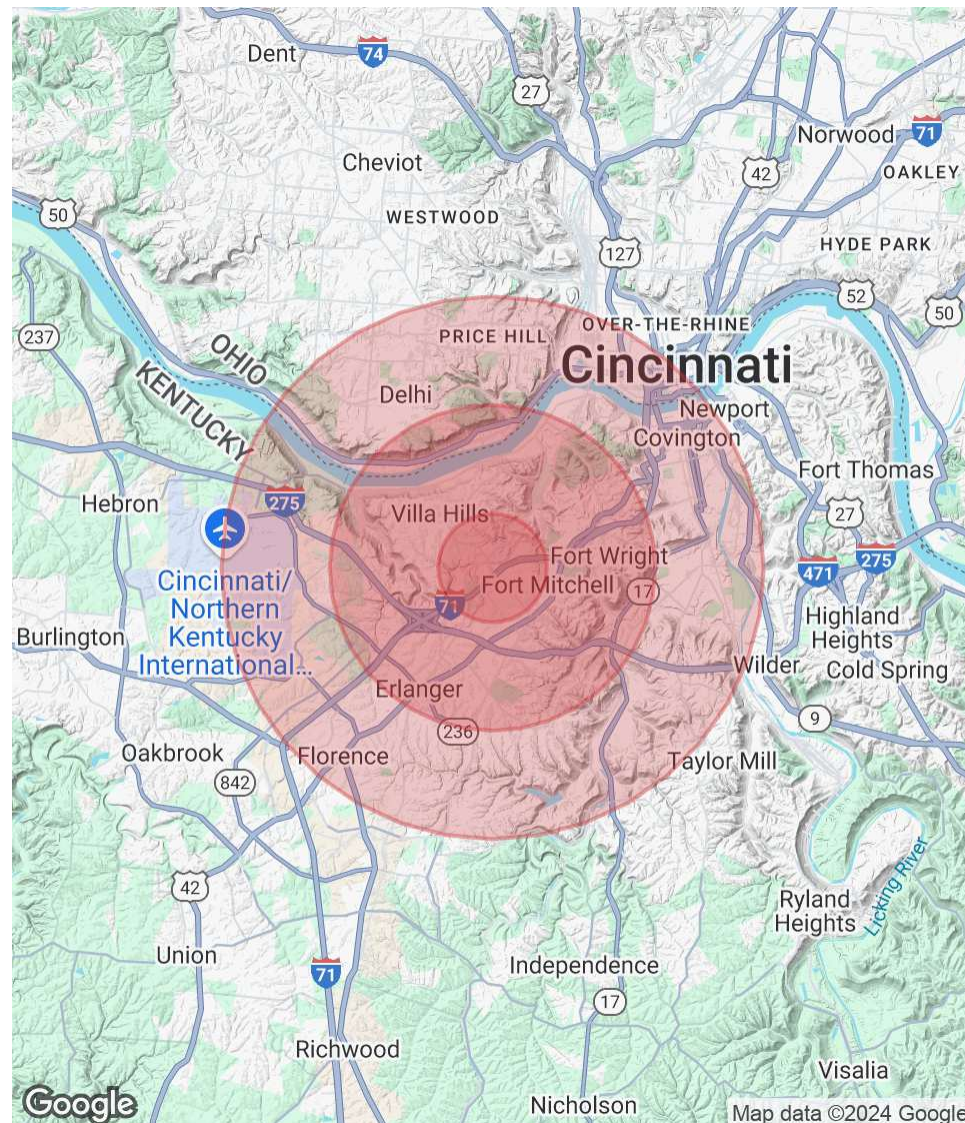 Dent
74
27
Norwood
71
Cheviot
42
OAKLEY
50
WESTWOOD
127
HYDE PARK
52
50
237
OHIO
PRICE HILL
OVER-THE-RHINE
Cincinnati
KENTUCKY
Delhi
Newport
Covington
Fort Thomas
Hebron
275
Villa Hills
27
Fort Wright
275
471
Cincinnati/
Northern
Kentucky
International...
Fort Mitchell
17
71
Highland
Heights
Burlington
Wilder
Cold Spring
Erlanger
236
9
Oakbrook
Florence
Taylor Mill
842
42
Ryland
Heights
Licking River
Union
71
Independence
17
Richwood
Visalia
Google
Nicholson
Map data ©2024 Google